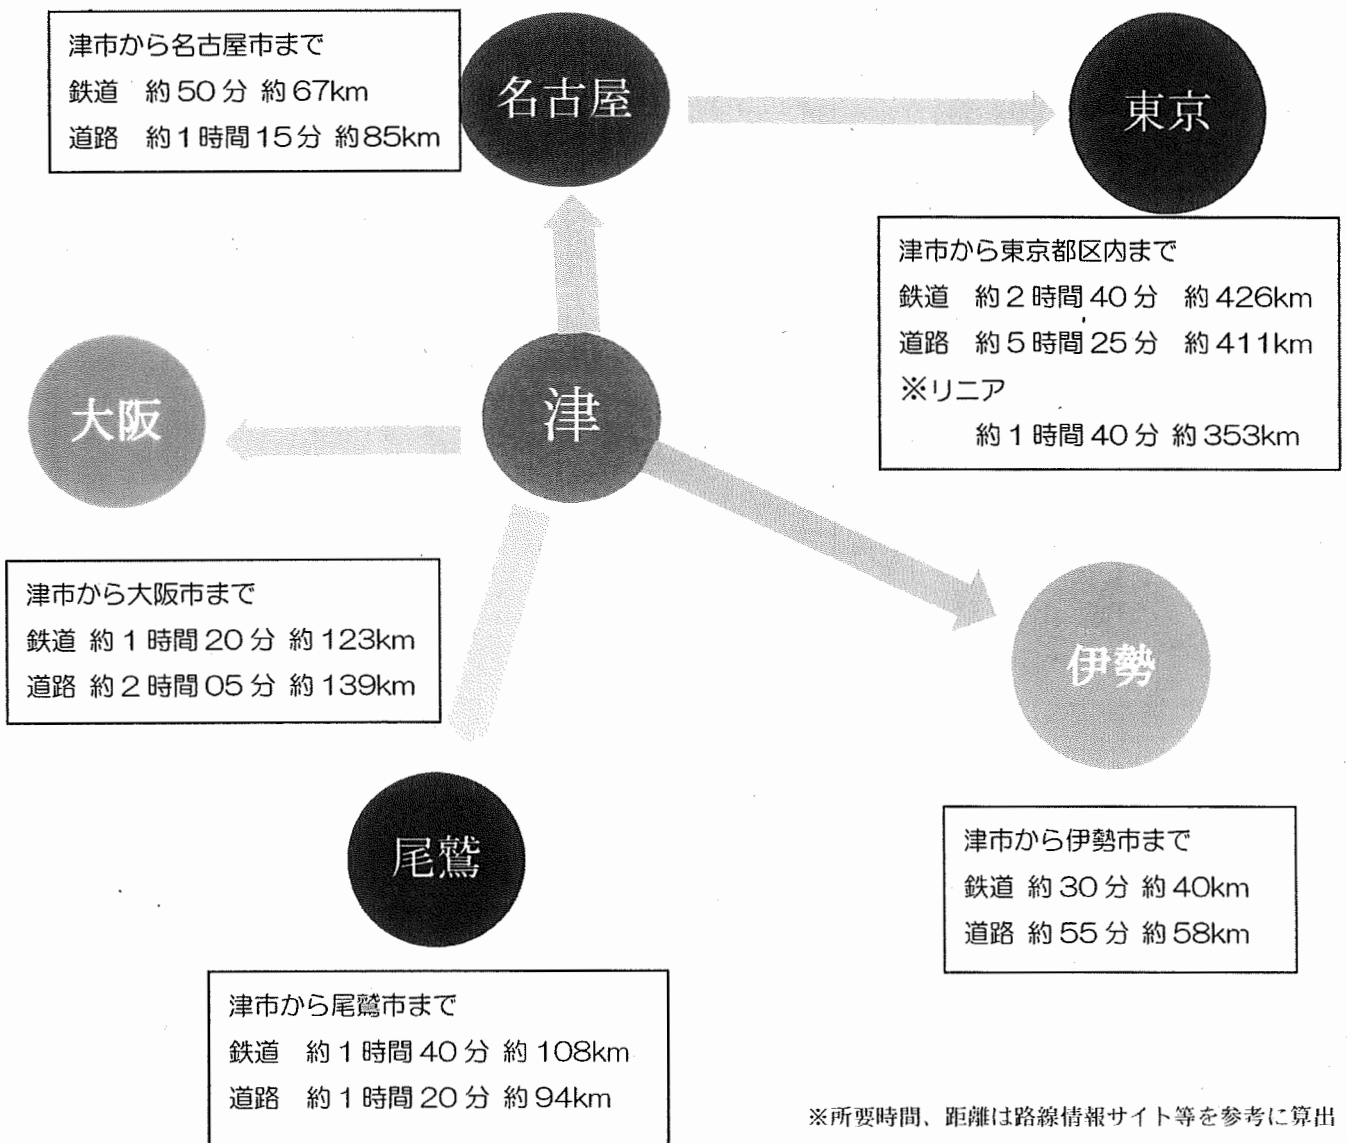 津市から名古屋市まで
鉄道 約50分 約67km
道路 約1時間15分 約85km
名古屋
東京
津市から東京都区内まで
鉄道 約2時間40分 約426km
道路 約5時間25分 約411km
※リニア
約1時間40分 約353km
大阪
津
津市から大阪市まで
鉄道 約1時間20分 約123km
道路 約2時間05分 約139km
伊勢
尾鷲
津市から伊勢市まで
鉄道 約30分 約40km
道路 約55分 約58km
津市から尾鷲市まで
鉄道 約1時間40分 約108km
道路 約1時間20分 約94km
※所要時間、距離は路線情報サイト等を参考に算出